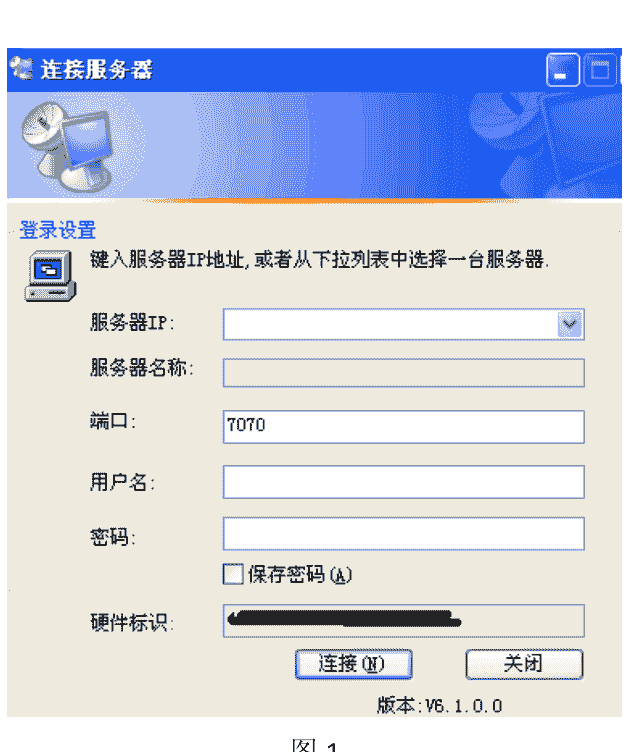 连接服务器
登录设置
键入服务器IP地址,或者从下拉列表中选择一台服务器.
服务器IP:
服务器名称:
端口: 7070
用户名:
密码:
保存密码(A)
硬件标识:
连接(N) 关闭
版本:V6.1.0.0
图 1